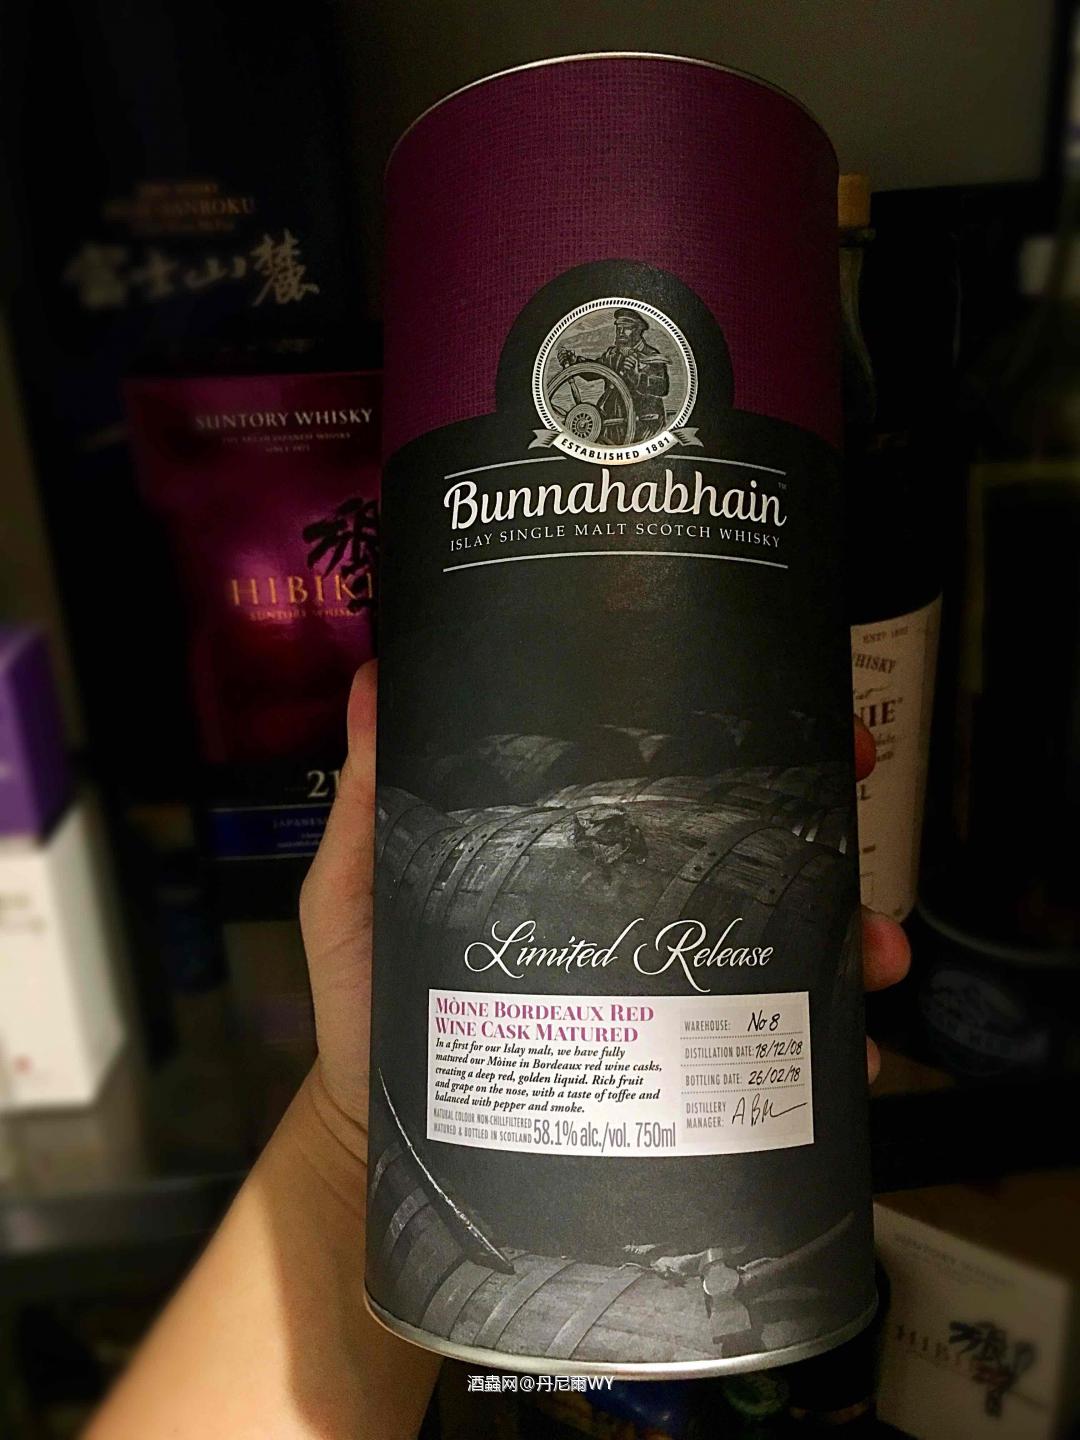 富士山麓
SUNTORY WHISKY
SINCE 1923
HIBIKI
SUNTORY WHISKY
21
ESTABLISHED 1881
Bunnahabhain™
ISLAY SINGLE MALT SCOTCH WHISKY
Limited Release
MÒINE BORDEAUX RED
WINE CASK MATURED
In a first for our Islay malt, we have fully
matured our Mòine in Bordeaux red wine casks,
creating a deep red, golden liquid. Rich fruit
and grape on the nose, with a taste of toffee and
balanced with pepper and smoke.
NATURAL COLOUR NON-CHILLFILTERED
MATURED & BOTTLED IN SCOTLAND
58.1% alc./vol. 750ml
WAREHOUSE: No 8
DISTILLATION DATE: 18/12/08
BOTTLING DATE: 26/02/18
DISTILLERY
MANAGER:
酒蟲网@丹尼爾WY